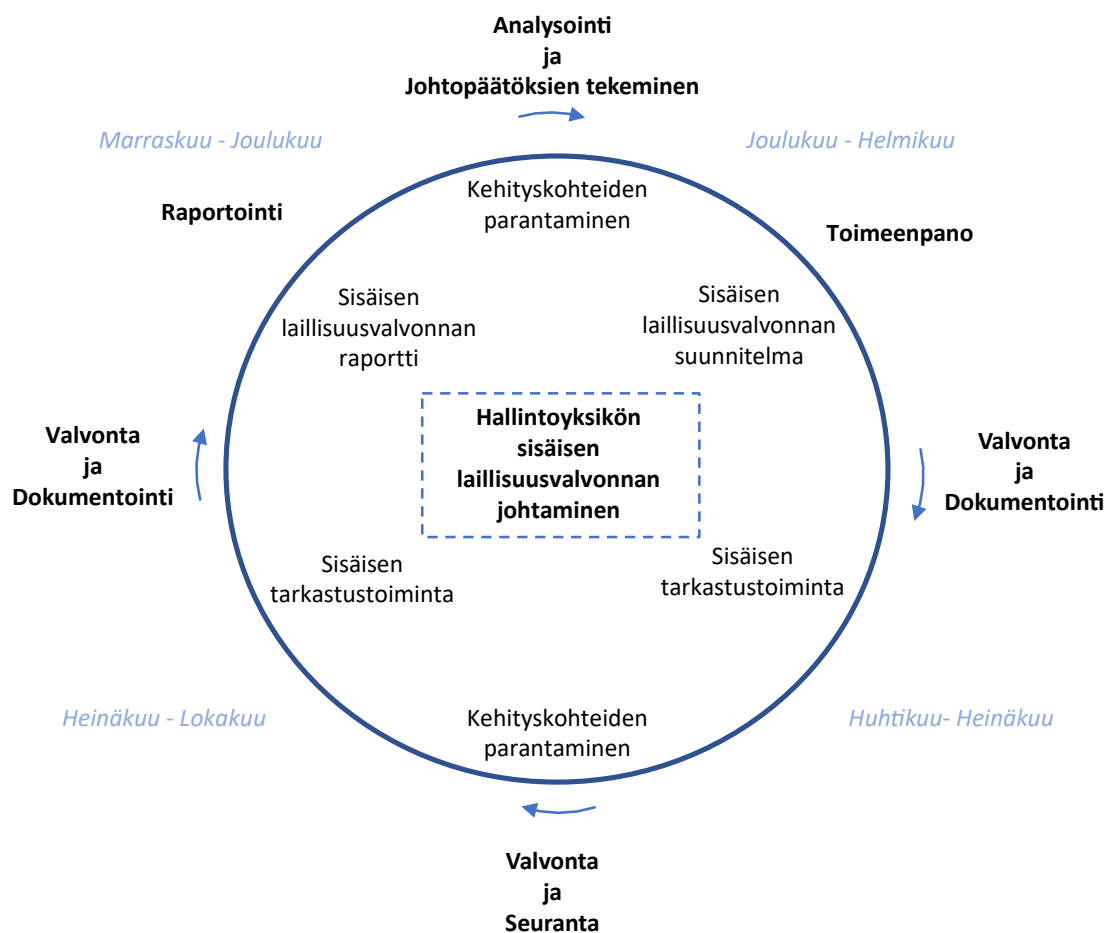 Analysointi
ja
Johtopäätöksien tekeminen
Marraskuu - Joulukuu
Joulukuu - Helmikuu
Kehityskohteiden
parantaminen
Raportointi
Toimeenpano
Sisäisen
laillisuusvalvonnan
raportti
Sisäisen
laillisuusvalvonnan
suunnitelma
Hallintoyksikön
sisäisen
laillisuusvalvonnan
johtaminen
Valvonta
ja
Dokumentointi
Valvonta
ja
Dokumentointi
Sisäisen
tarkastustoiminta
Sisäisen
tarkastustoiminta
Heinäkuu - Lokakuu
Kehityskohteiden
parantaminen
Huhtikuu- Heinäkuu
Valvonta
ja
Seuranta